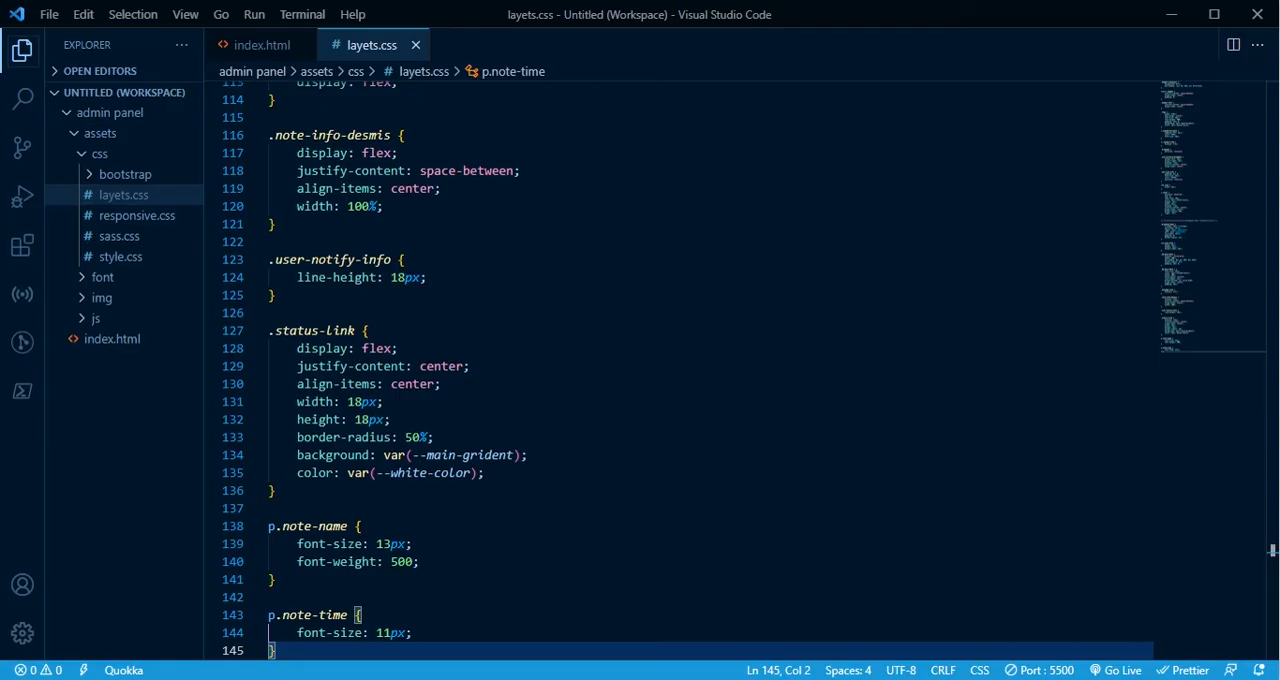 File Edit Selection View Go Run Terminal Help
layets.css - Untitled (Workspace) - Visual Studio Code
EXPLORER
OPEN EDITORS
UNTITLED (WORKSPACE)
admin panel
assets
css
bootstrap
# layets.css
# responsive.css
# sass.css
# style.css
font
img
js
<> index.html
<> index.html # layets.css
admin panel > assets > css > # layets.css > p.note-time
113 display: flex;
114 }
115
116 .note-info-desmis {
117 display: flex;
118 justify-content: space-between;
119 align-items: center;
120 width: 100%;
121 }
122
123 .user-notify-info {
124 line-height: 18px;
125 }
126
127 .status-link {
128 display: flex;
129 justify-content: center;
130 align-items: center;
131 width: 18px;
132 height: 18px;
133 border-radius: 50%;
134 background: var(--main-grident);
135 color: var(--white-color);
136 }
137
138 p.note-name {
139 font-size: 13px;
140 font-weight: 500;
141 }
142
143 p.note-time {
144 font-size: 11px;
145 }
0 0 Quokka Ln 145, Col 2 Spaces: 4 UTF-8 CRLF CSS Port : 5500 Go Live Prettier